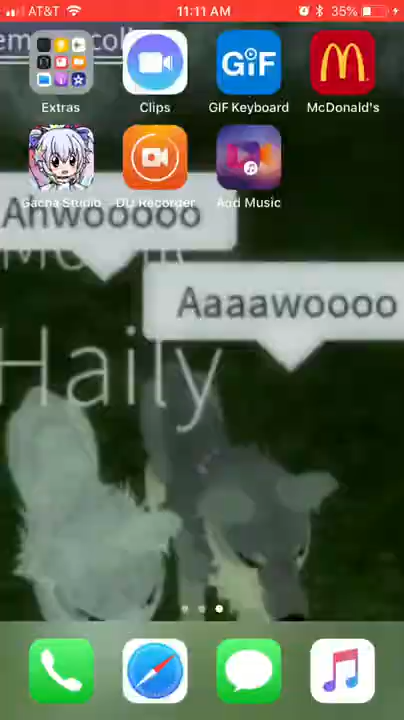 AT&T
11:11 AM
35%
Extras
Clips
GIF
GIF Keyboard
M
McDonald's
Gacha Studio
DU Recorder
Add Music
Ahwooooo
Aaaawoooo
Haily